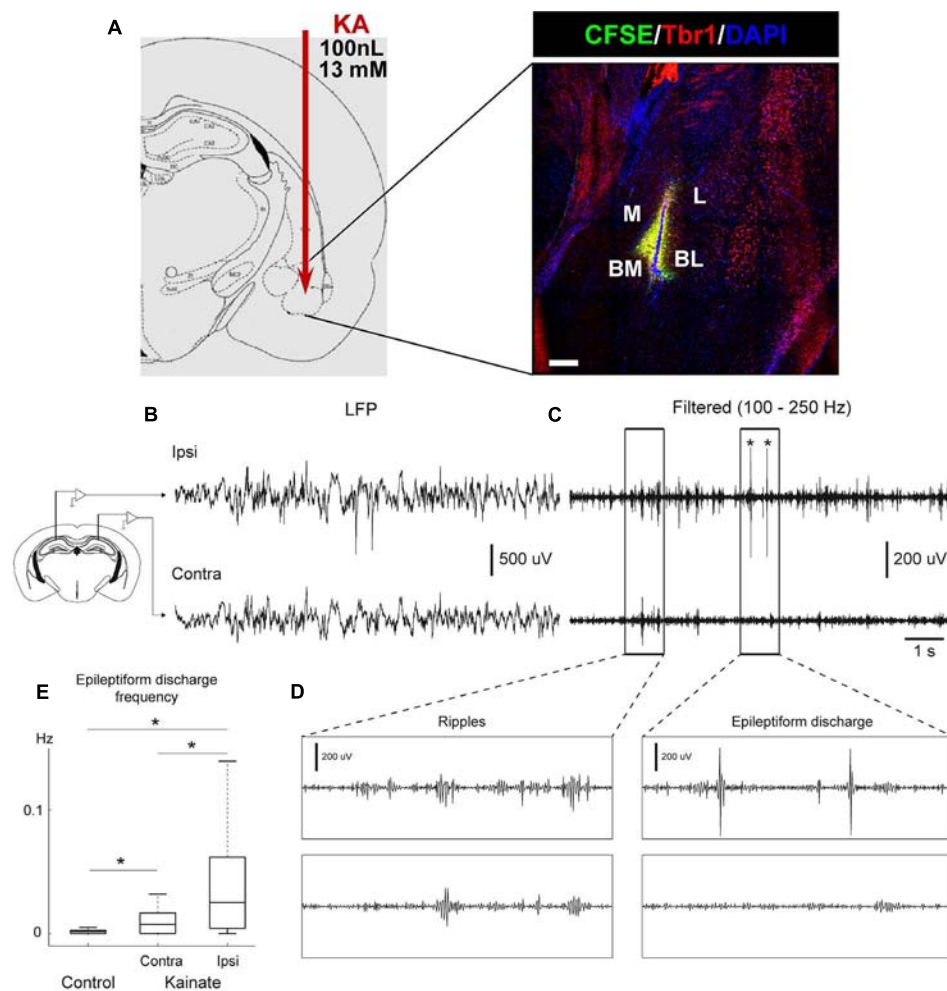 A
KA
100nL
13 mM
CFSE/Tbr1/DAPI
M
L
BM
BL
B
LFP
C
Filtered (100 - 250 Hz)
Ipsi
* *
500 uV
200 uV
Contra
1 s
E
Epileptiform discharge
frequency
Hz
*
*
0.1
*
0
Contra
Ipsi
Control
Kainate
D
Ripples
Epileptiform discharge
200 uV
200 uV